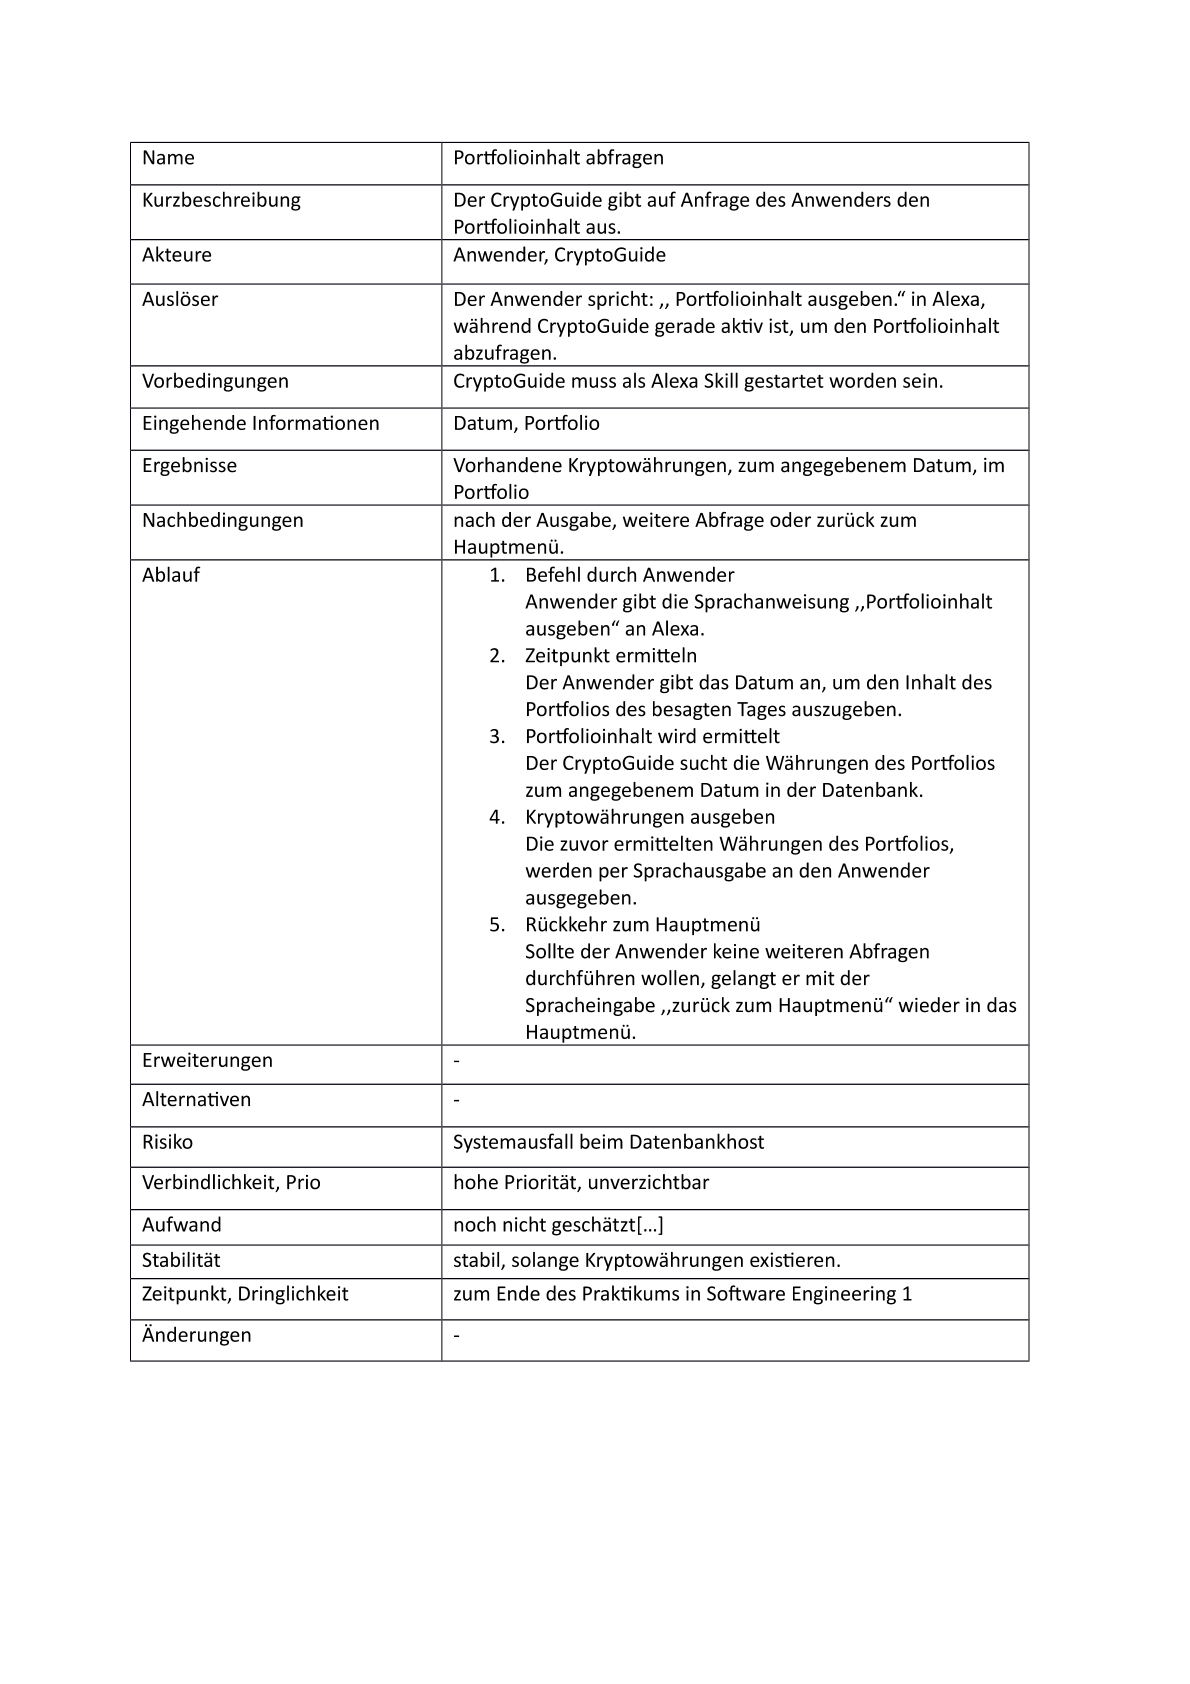 Name
Portfolioinhalt abfragen
Kurzbeschreibung
Der CryptoGuide gibt auf Anfrage des Anwenders den
Portfolioinhalt aus.
Akteure
Anwender, CryptoGuide
Auslöser
Der Anwender spricht: ,, Portfolioinhalt ausgeben.“ in Alexa,
während CryptoGuide gerade aktiv ist, um den Portfolioinhalt
abzufragen.
Vorbedingungen
CryptoGuide muss als Alexa Skill gestartet worden sein.
Eingehende Informationen
Datum, Portfolio
Ergebnisse
Vorhandene Kryptowährungen, zum angegebenem Datum, im
Portfolio
Nachbedingungen
nach der Ausgabe, weitere Abfrage oder zurück zum
Hauptmenü.
Ablauf
1. Befehl durch Anwender
Anwender gibt die Sprachanweisung ,,Portfolioinhalt
ausgeben“ an Alexa.
2. Zeitpunkt ermitteln
Der Anwender gibt das Datum an, um den Inhalt des
Portfolios des besagten Tages auszugeben.
3. Portfolioinhalt wird ermittelt
Der CryptoGuide sucht die Währungen des Portfolios
zum angegebenem Datum in der Datenbank.
4. Kryptowährungen ausgeben
Die zuvor ermittelten Währungen des Portfolios,
werden per Sprachausgabe an den Anwender
ausgegeben.
5. Rückkehr zum Hauptmenü
Sollte der Anwender keine weiteren Abfragen
durchführen wollen, gelangt er mit der
Spracheingabe ,,zurück zum Hauptmenü“ wieder in das
Hauptmenü.
Erweiterungen
-
Alternativen
-
Risiko
Systemausfall beim Datenbankhost
Verbindlichkeit, Prio
hohe Priorität, unverzichtbar
Aufwand
noch nicht geschätzt[…]
Stabilität
stabil, solange Kryptowährungen existieren.
Zeitpunkt, Dringlichkeit
zum Ende des Praktikums in Software Engineering 1
Änderungen
-